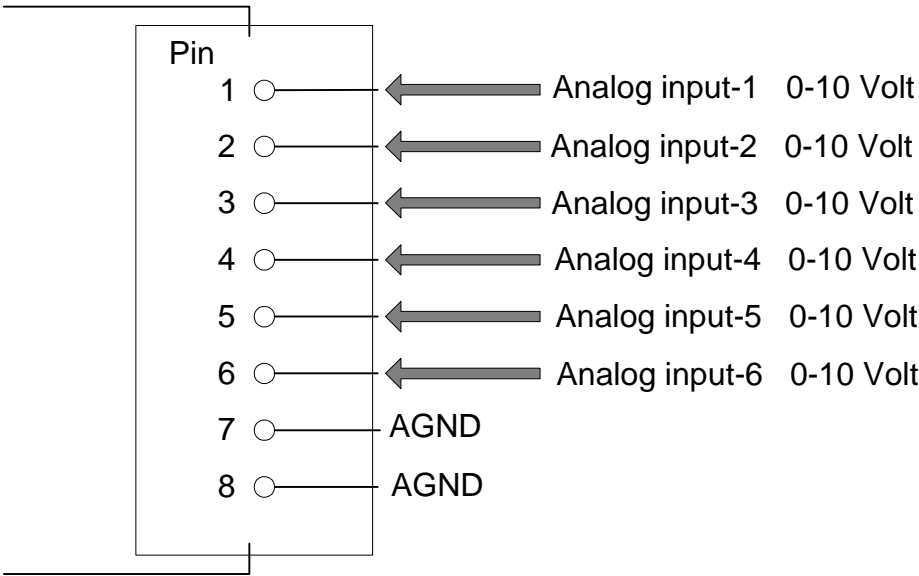 Pin
1 Analog input-1 0-10 Volt
2 Analog input-2 0-10 Volt
3 Analog input-3 0-10 Volt
4 Analog input-4 0-10 Volt
5 Analog input-5 0-10 Volt
6 Analog input-6 0-10 Volt
7 AGND
8 AGND